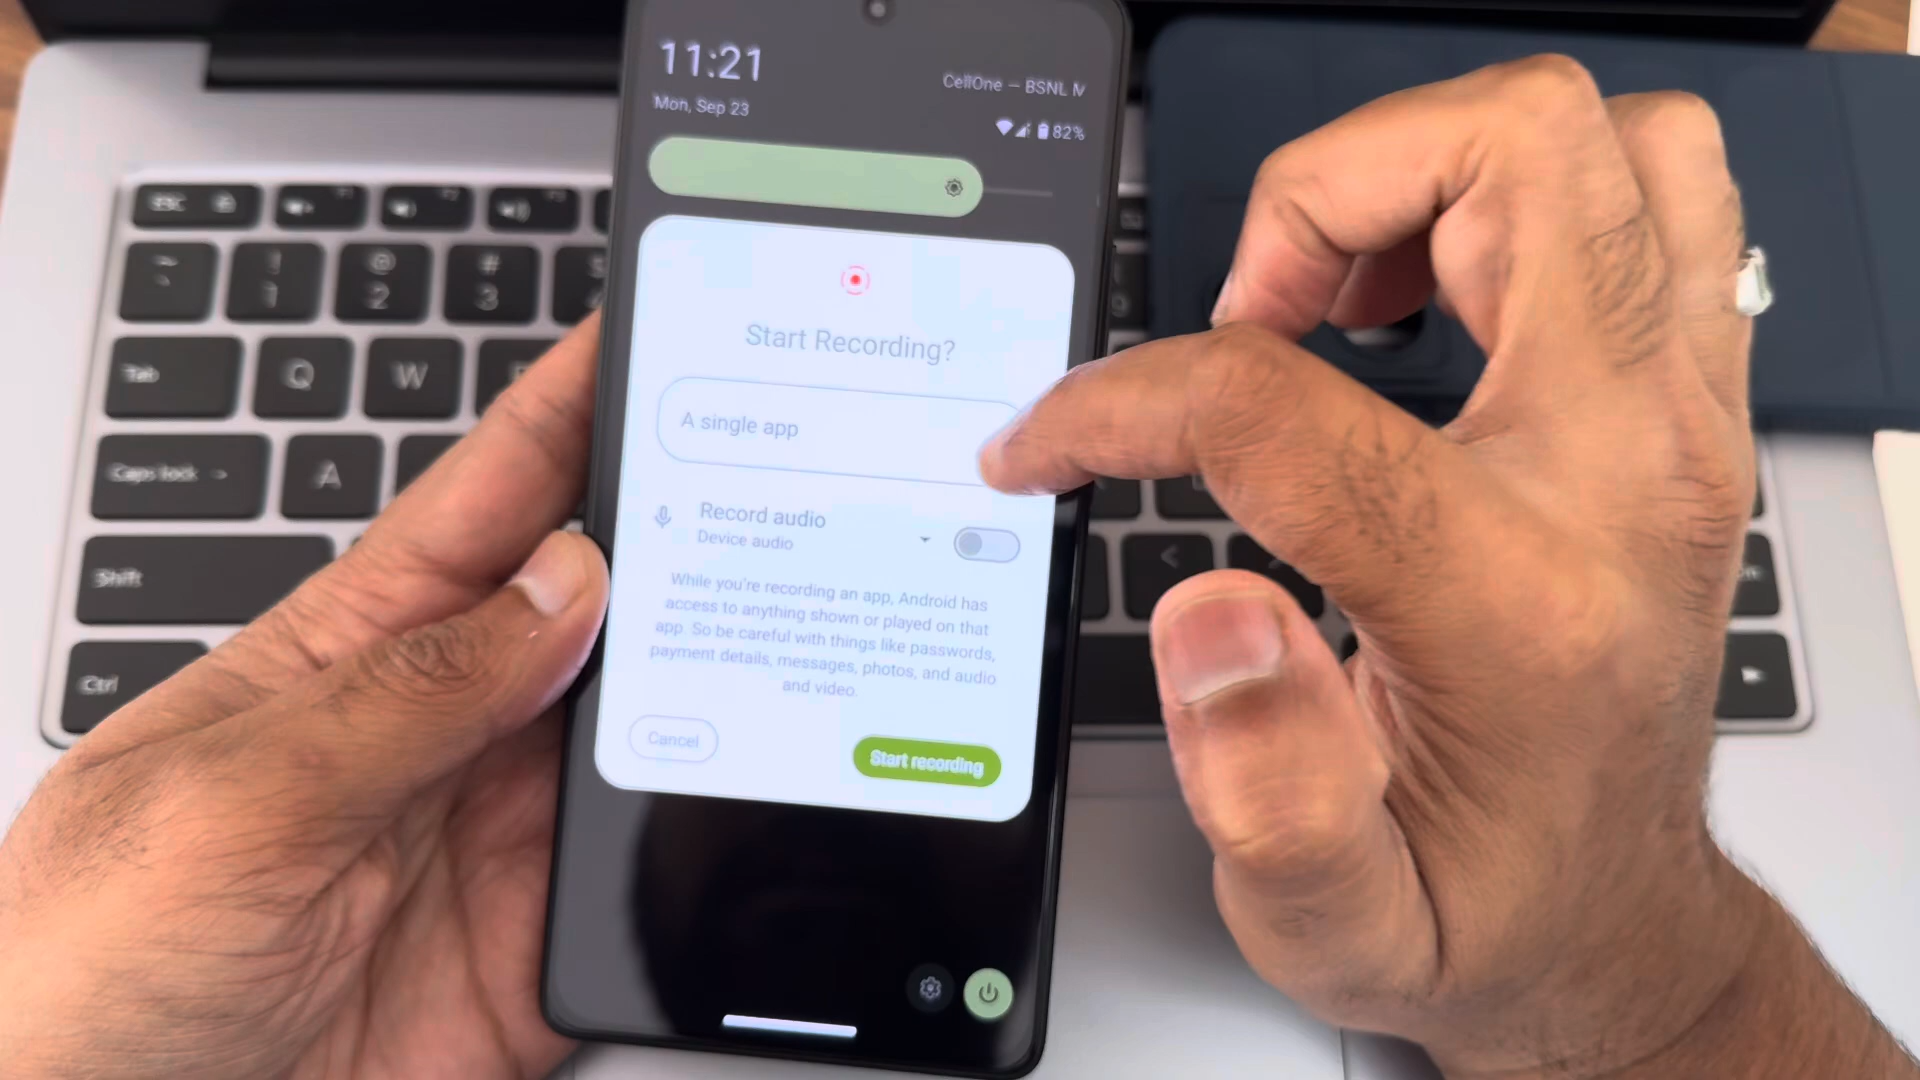 11:21
Mon, Sep 23
CellOne — BSNL M
82%
Start Recording?
A single app
Record audio
Device audio
While you're recording an app, Android has
access to anything shown or played on that
app. So be careful with things like passwords,
payment details, messages, photos, and audio
and video.
Cancel
Start recording
ESC
~
!
1
@
2
#
3
Tab
Q
W
Caps lock
A
Shift
Ctrl
<